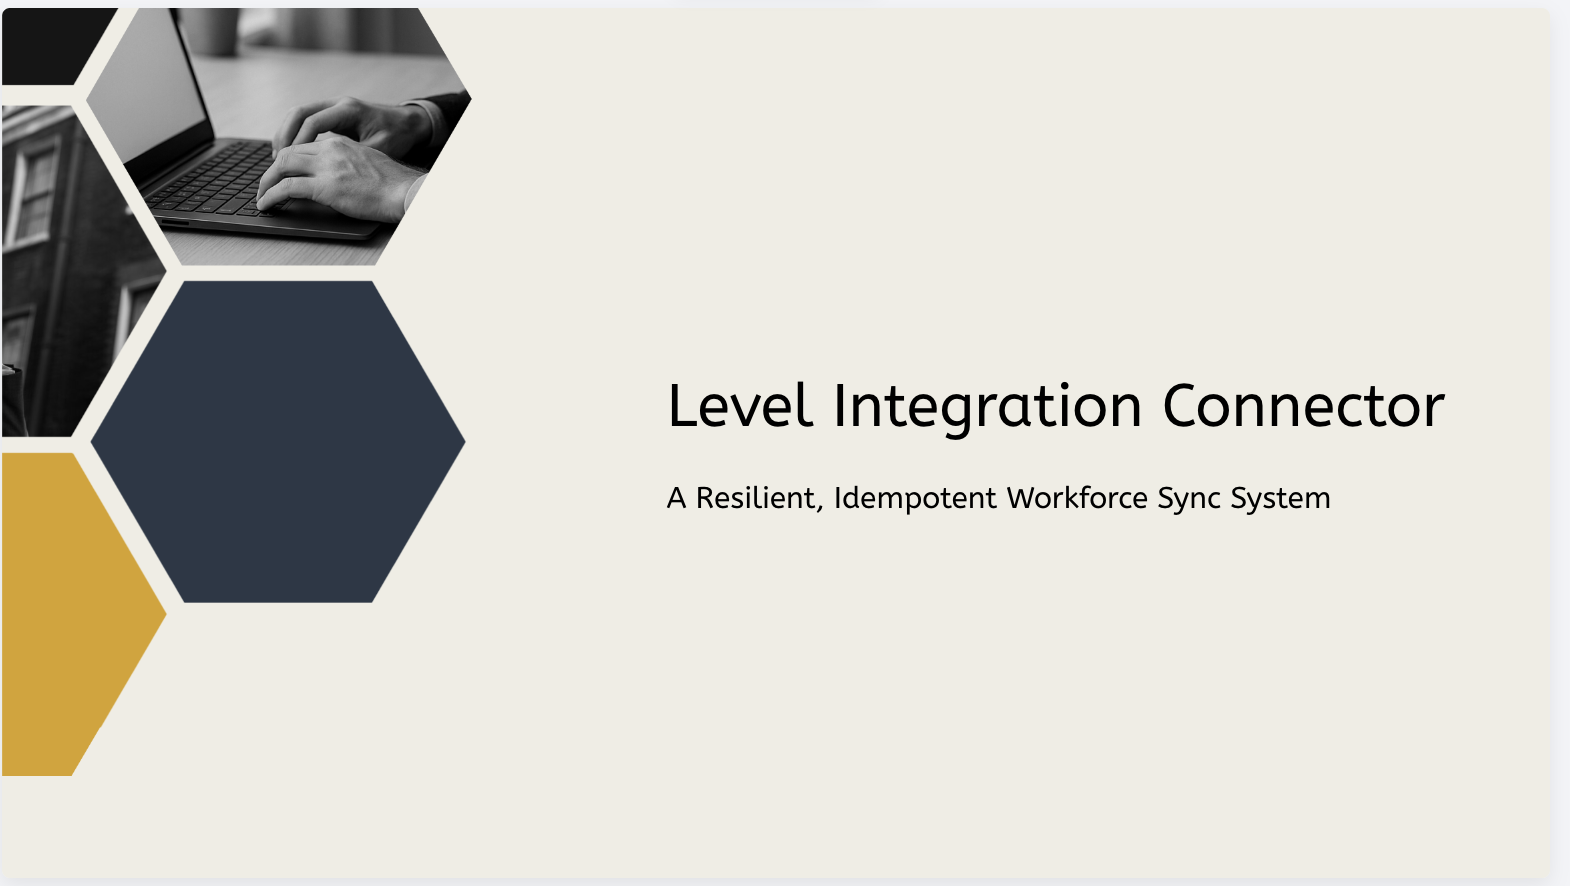 Level Integration Connector
A Resilient, Idempotent Workforce Sync System